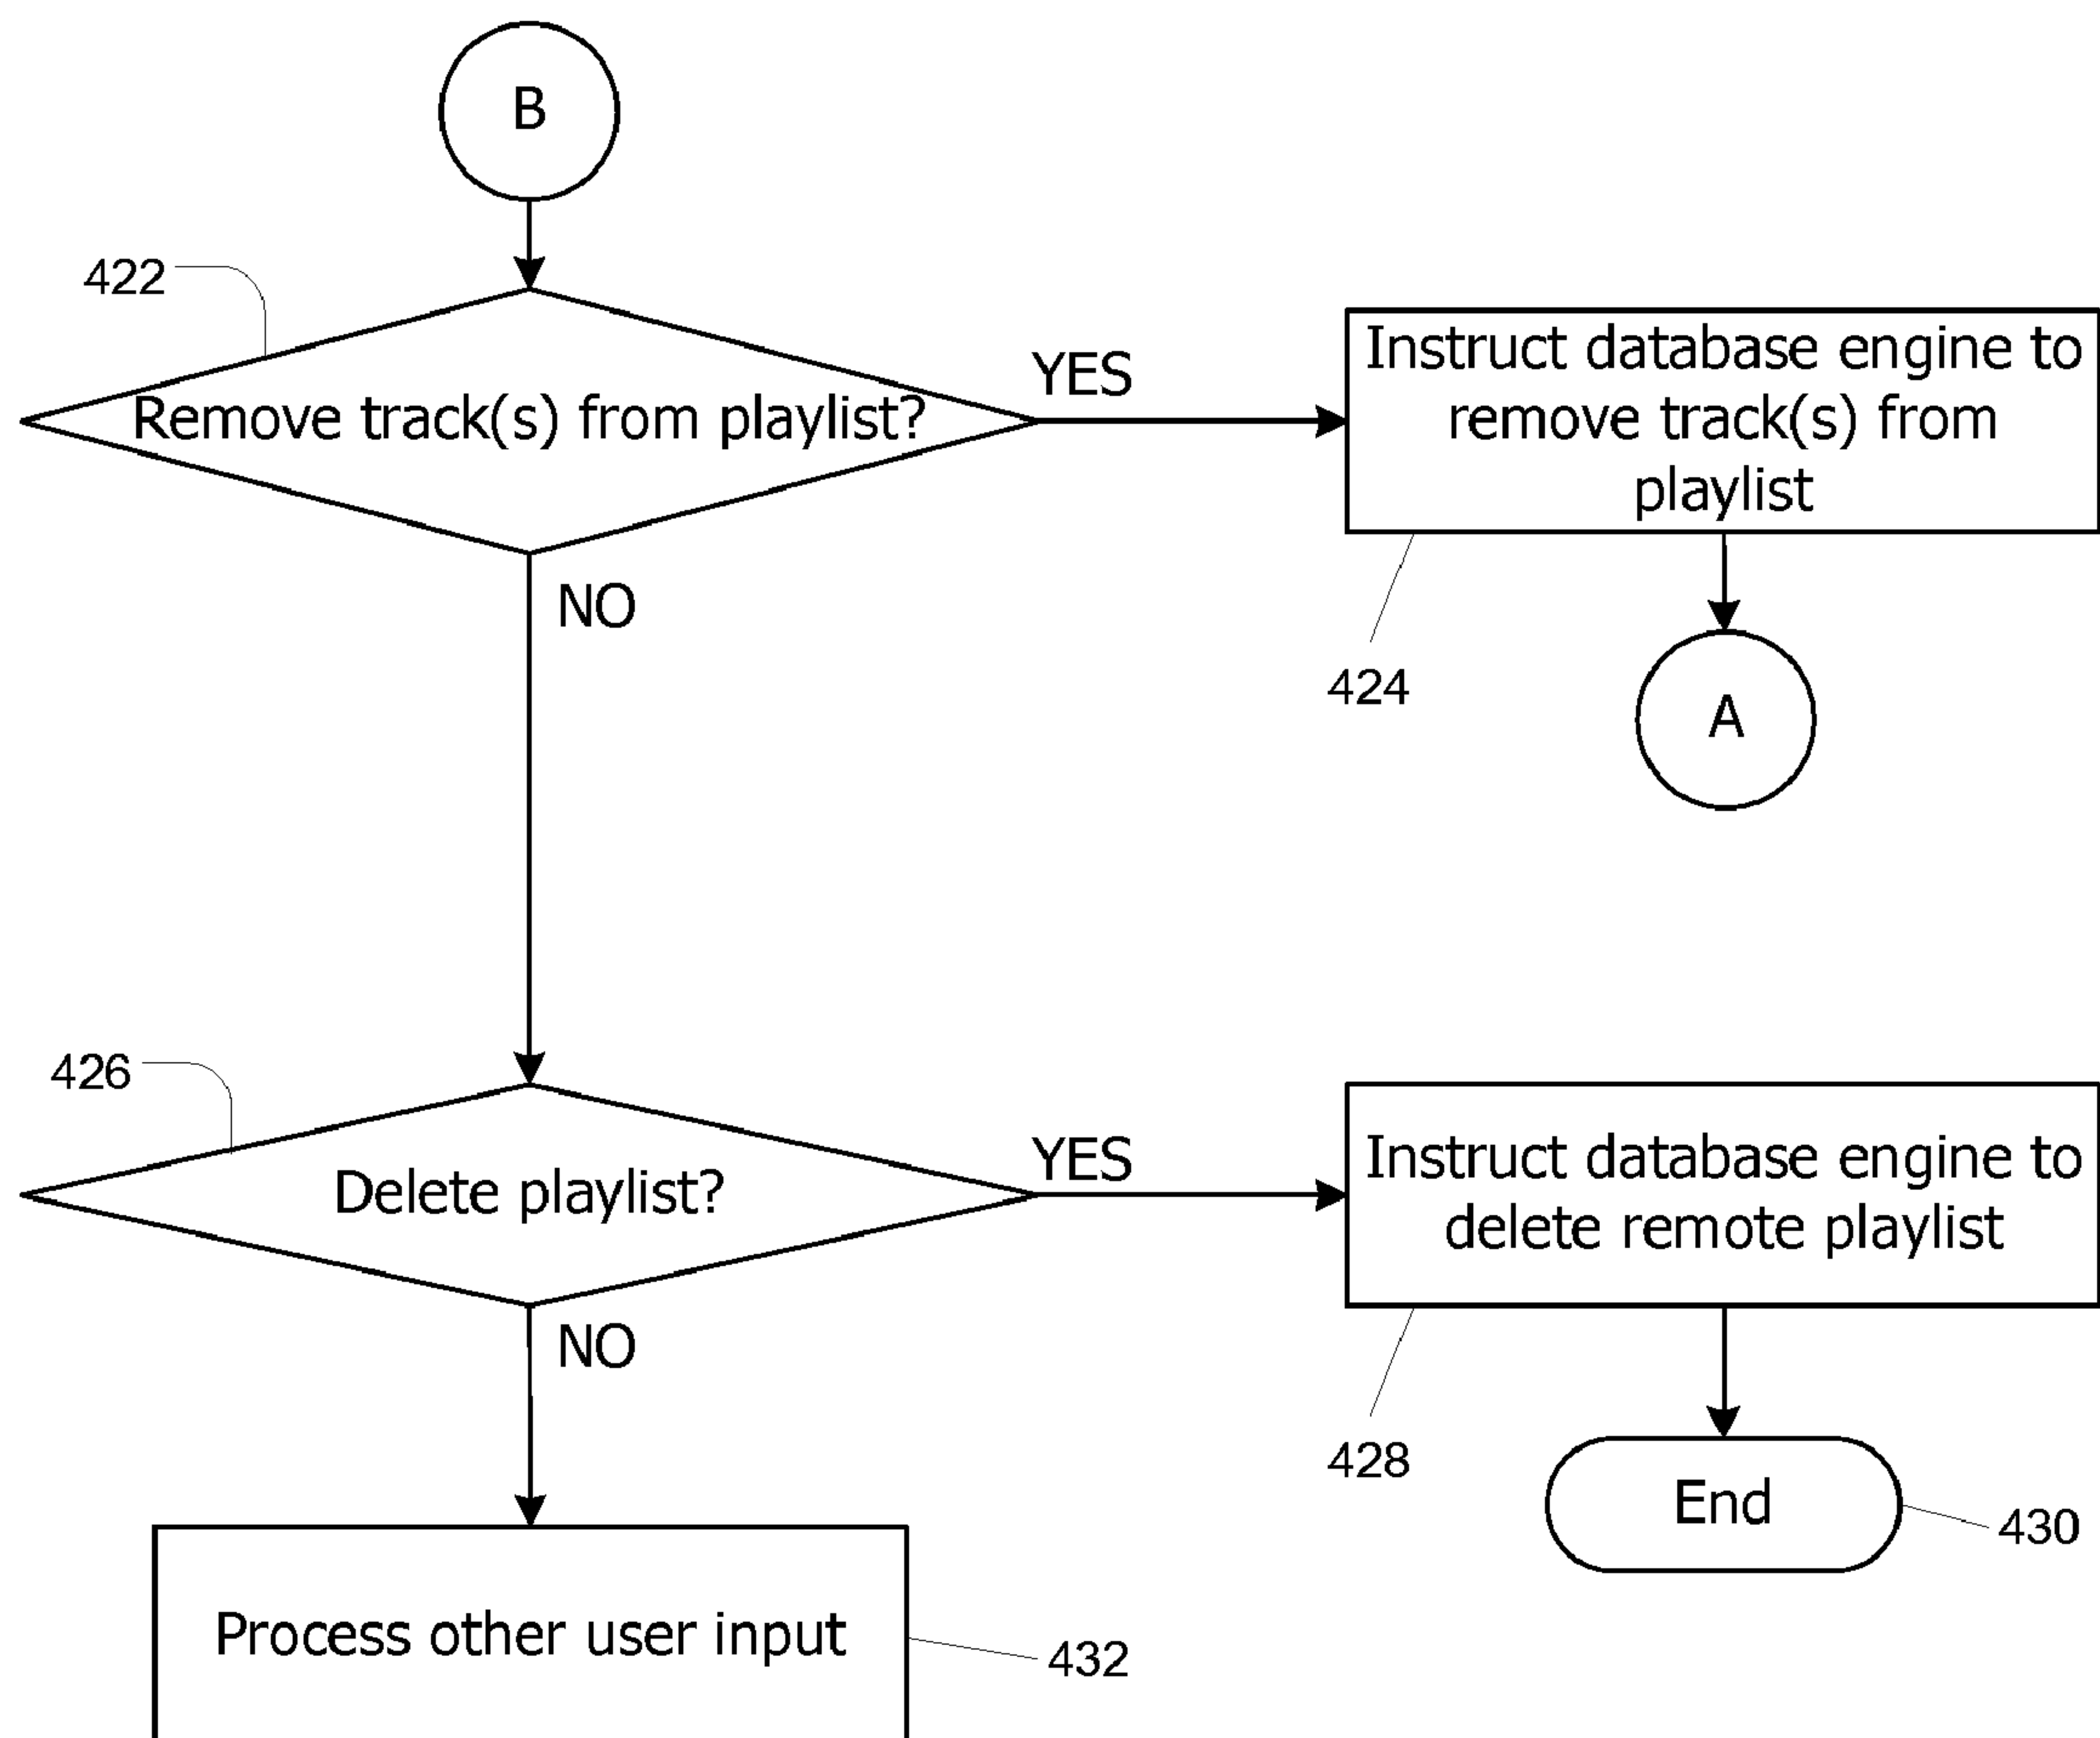 B
422
Remove track(s) from playlist?
YES
Instruct database engine to
remove track(s) from
playlist
NO
424
A
426
Delete playlist?
YES
Instruct database engine to
delete remote playlist
NO
428
End
430
Process other user input
432